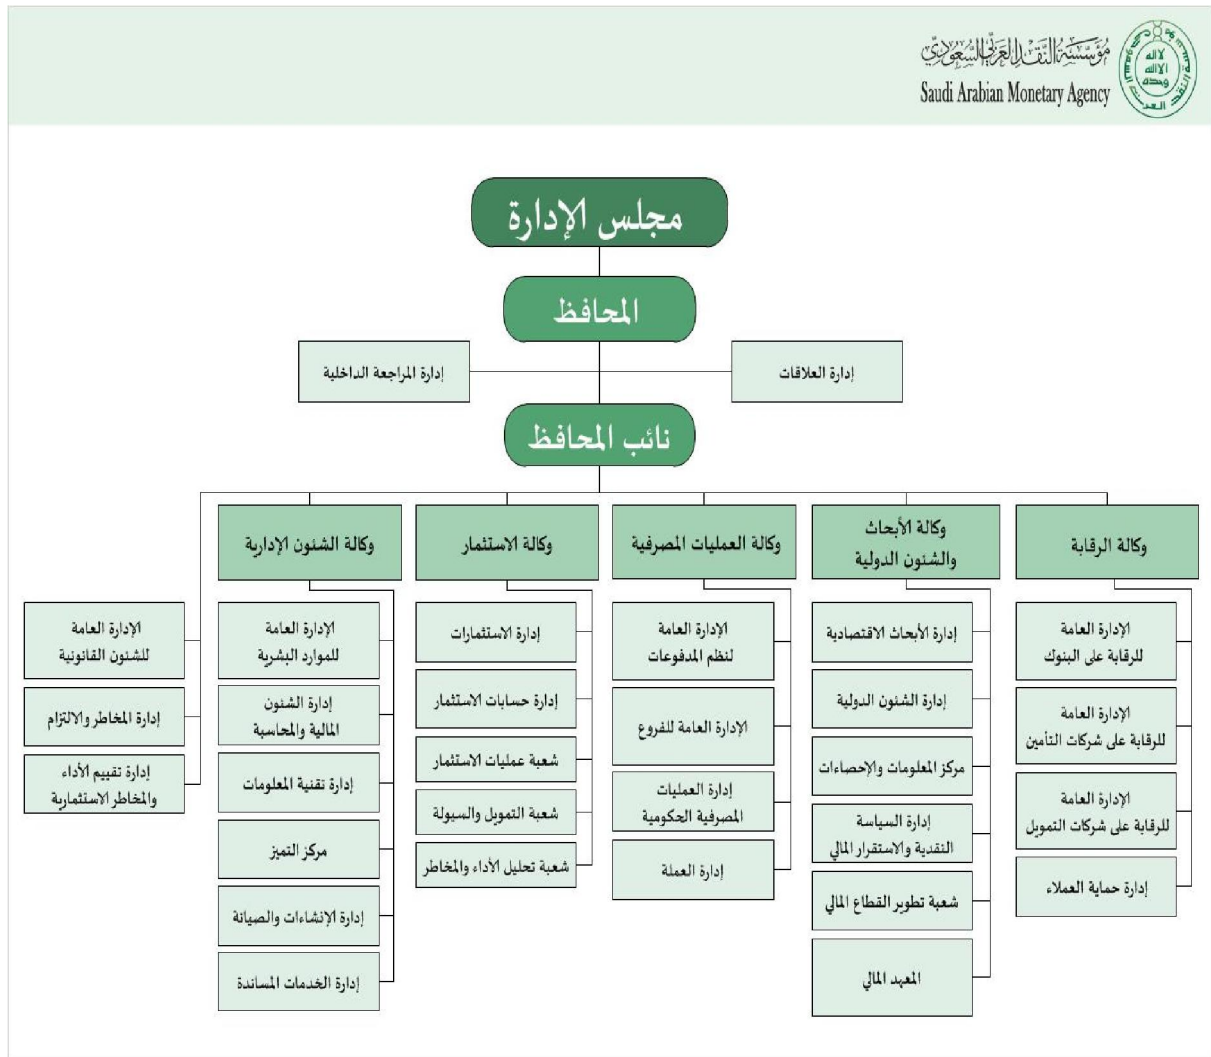 مؤسسة النقد العربي السعودي
Saudi Arabian Monetary Agency
مجلس الإدارة
المحافظ
إدارة العلاقات
إدارة المراجعة الداخلية
نائب المحافظ
وكالة الرقابة
الإدارة العامة
للرقابة على البنوك
الإدارة العامة
للرقابة على شركات التأمين
الإدارة العامة
للرقابة على شركات التمويل
إدارة حماية العملاء
وكالة الأبحاث
والشئون الدولية
إدارة الأبحاث الاقتصادية
إدارة الشئون الدولية
مركز المعلومات والإحصاءات
إدارة السياسة
النقدية والاستقرار المالي
شعبة تطوير القطاع المالي
المعهد المالي
وكالة العمليات المصرفية
الإدارة العامة
لنظم المدفوعات
الإدارة العامة للفروع
إدارة العمليات
المصرفية الحكومية
إدارة العملة
وكالة الاستثمار
إدارة الاستثمارات
إدارة حسابات الاستثمار
شعبة عمليات الاستثمار
شعبة التمويل والسيولة
شعبة تحليل الأداء والمخاطر
وكالة الشئون الإدارية
الإدارة العامة
للموارد البشرية
إدارة الشئون
المالية والمحاسبة
إدارة تقنية المعلومات
مركز التميز
إدارة الإنشاءات والصيانة
إدارة الخدمات المساندة
الإدارة العامة
للشئون القانونية
إدارة المخاطر والالتزام
إدارة تقييم الأداء
والمخاطر الاستثمارية